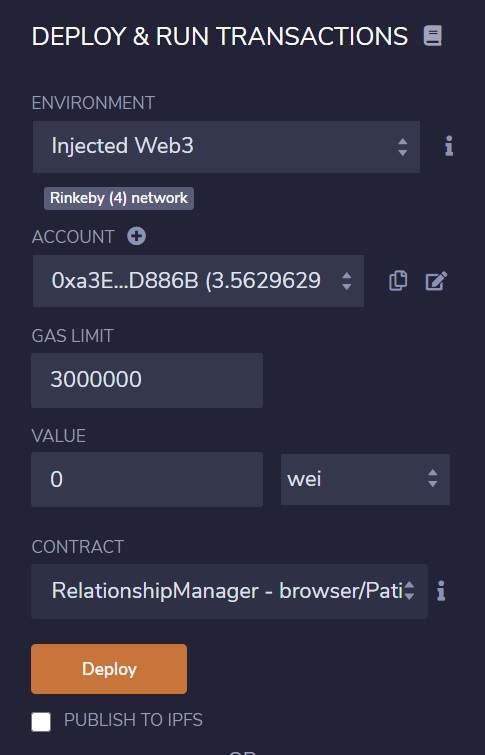 DEPLOY & RUN TRANSACTIONS
ENVIRONMENT
Injected Web3
Rinkeby (4) network
ACCOUNT
0xa3E...D886B (3.5629629
GAS LIMIT
3000000
VALUE
0 wei
CONTRACT
RelationshipManager - browser/Pati
Deploy
PUBLISH TO IPFS